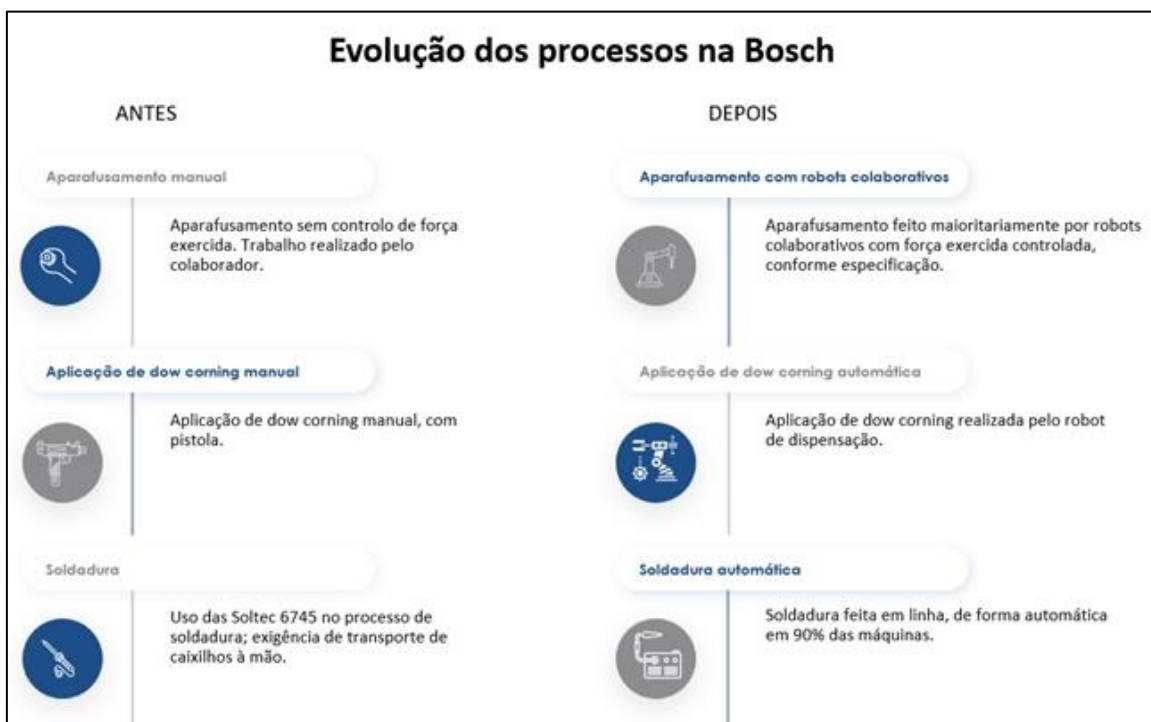 Evolução dos processos na Bosch
ANTES
Aparafusamento manual
Aparafusamento sem controlo de força
exercida. Trabalho realizado pelo
colaborador.
Aplicação de dow corning manual
Aplicação de dow corning manual, com
pistola.
Soldadura
Uso das Soltec 6745 no processo de
soldadura; exigência de transporte de
caixilhos à mão.
DEPOIS
Aparafusamento com robots colaborativos
Aparafusamento feito maioritariamente por robots
colaborativos com força exercida controlada,
conforme especificação.
Aplicação de dow corning automática
Aplicação de dow corning realizada pelo robot
de dispensação.
Soldadura automática
Soldadura feita em linha, de forma automática
em 90% das máquinas.